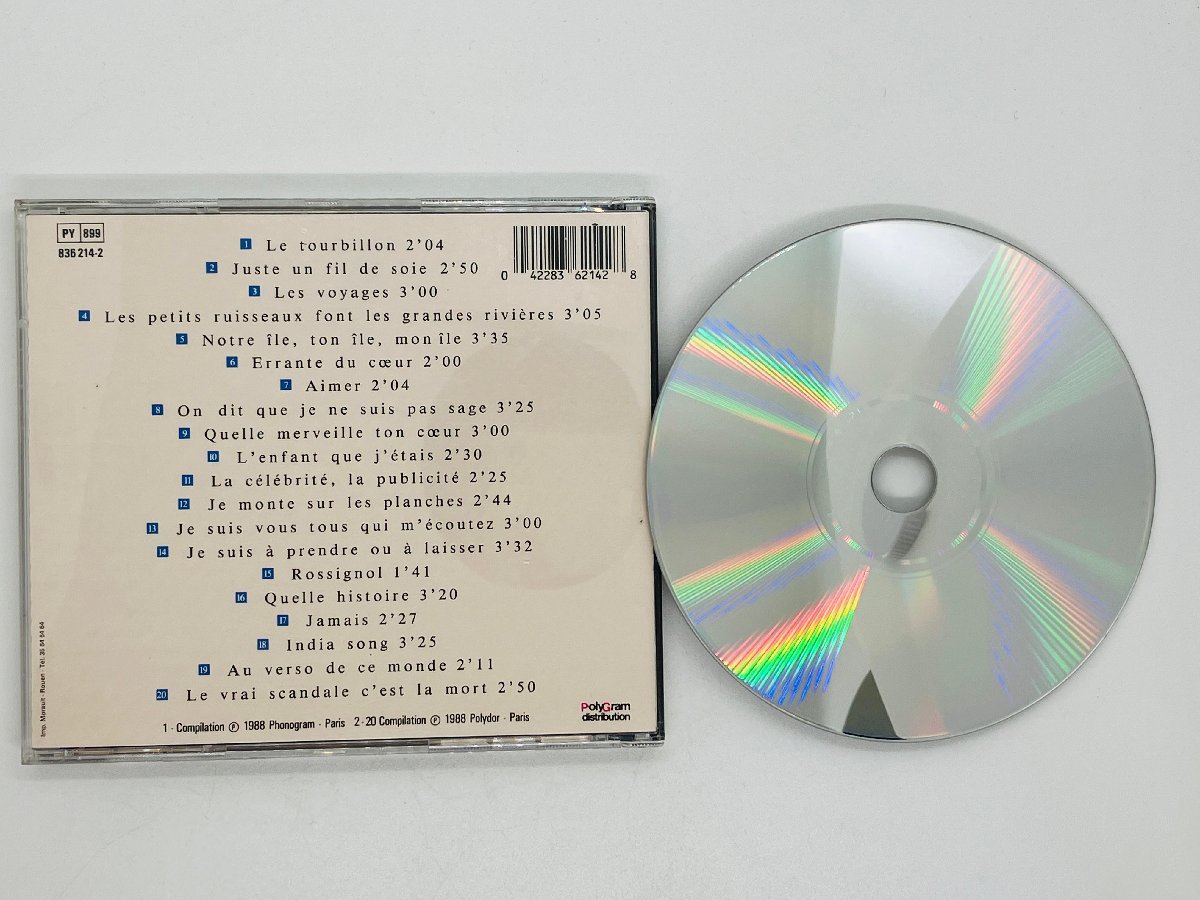 PY 899
836 214-2
1 Le tourbillon 2'04
2 Juste un fil de soie 2'50
3 Les voyages 3'00
4 Les petits ruisseaux font les grandes rivières 3'05
5 Notre île, ton île, mon île 3'35
6 Errante du cœur 2'00
7 Aimer 2'04
8 On dit que je ne suis pas sage 3'25
9 Quelle merveille ton cœur 3'00
10 L'enfant que j'étais 2'30
11 La célébrité, la publicité 2'25
12 Je monte sur les planches 2'44
13 Je suis vous tous qui m'écoutez 3'00
14 Je suis à prendre ou à laisser 3'32
15 Rossignol 1'41
16 Quelle histoire 3'20
17 Jamais 2'27
18 India song 3'25
19 Au verso de ce monde 2'11
20 Le vrai scandale c'est la mort 2'50
0 42283 62142 8
1 - Compilation ℗ 1988 Phonogram - Paris 2-20 Compilation ℗ 1988 Polydor - Paris
PolyGram
distribution
Imp. Morault - Rouen - Tél.